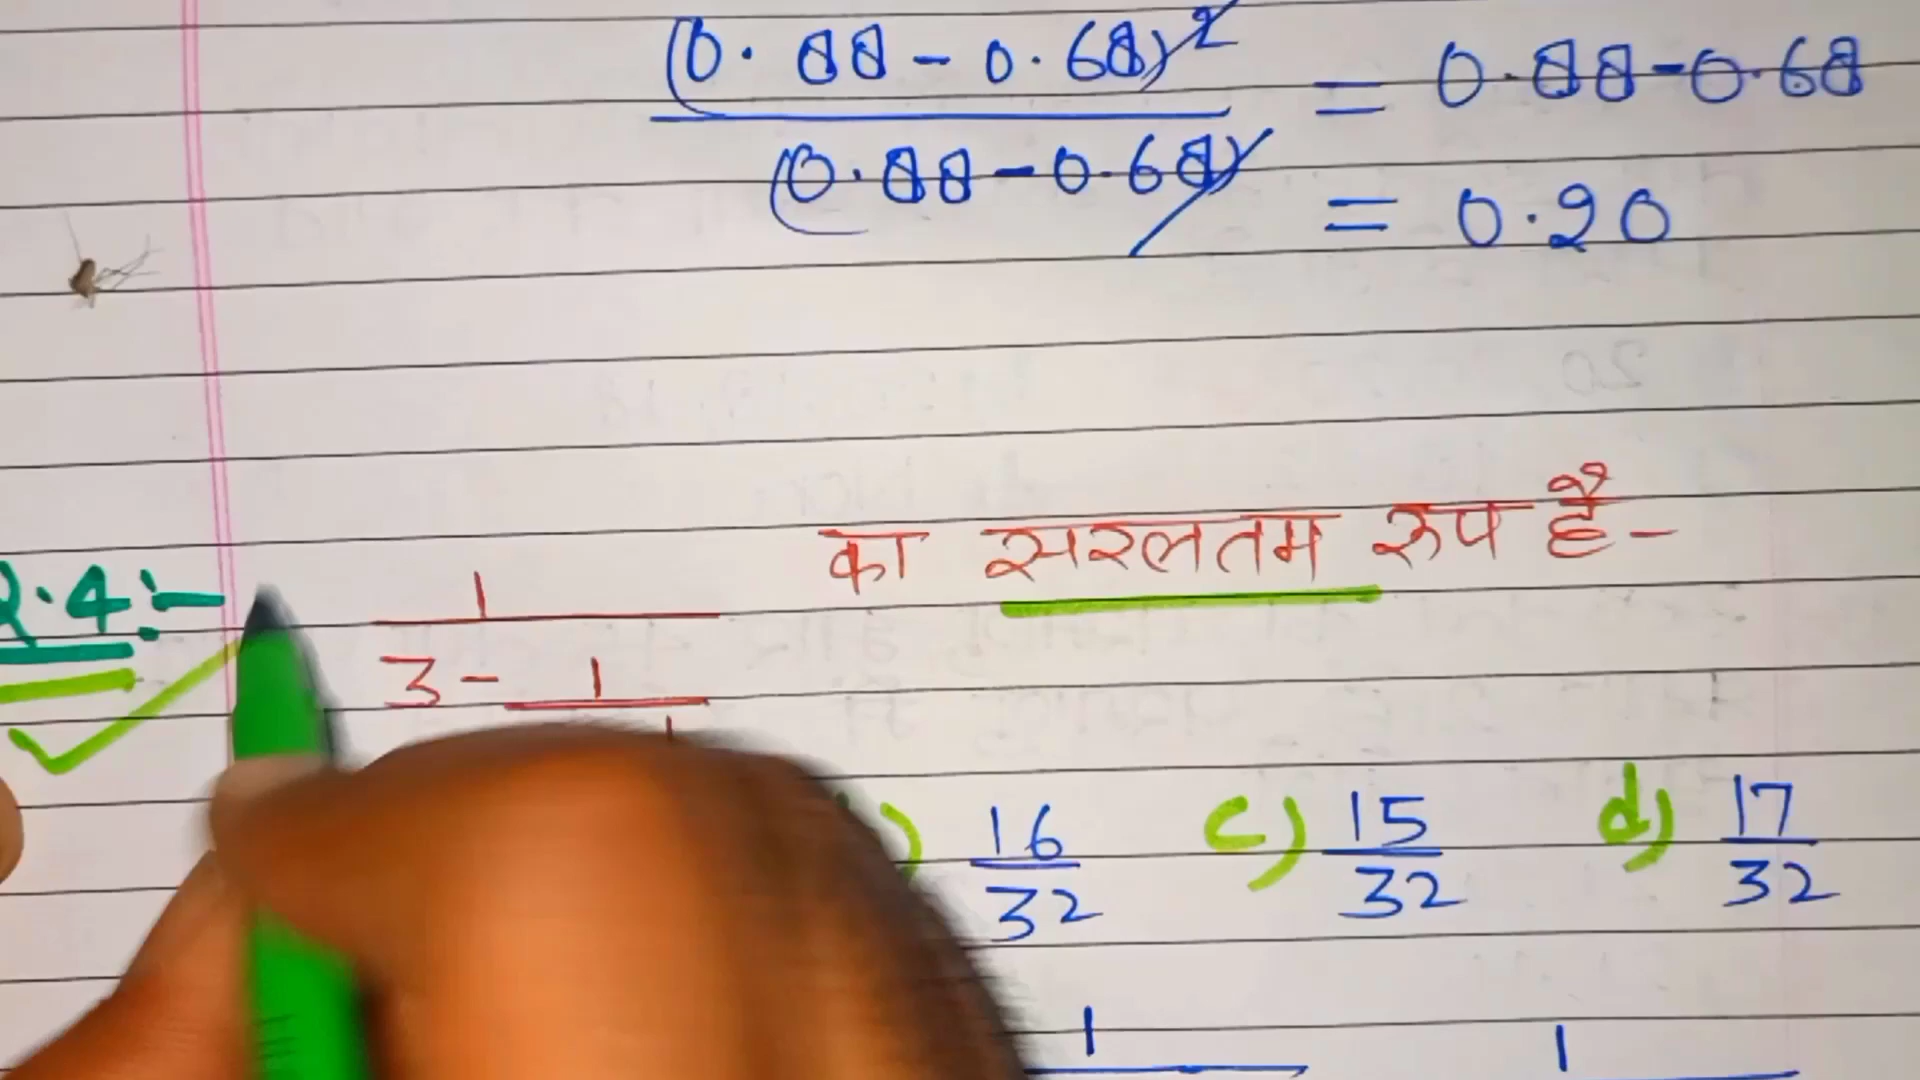 (0.88-0.68)² = 0.88-0.68
(0.88-0.68) = 0.20
का सरलतम रूप है-
Q.4:- 1
3- 1
1
) 16 c) 15 d) 17
32 32 32
1 1